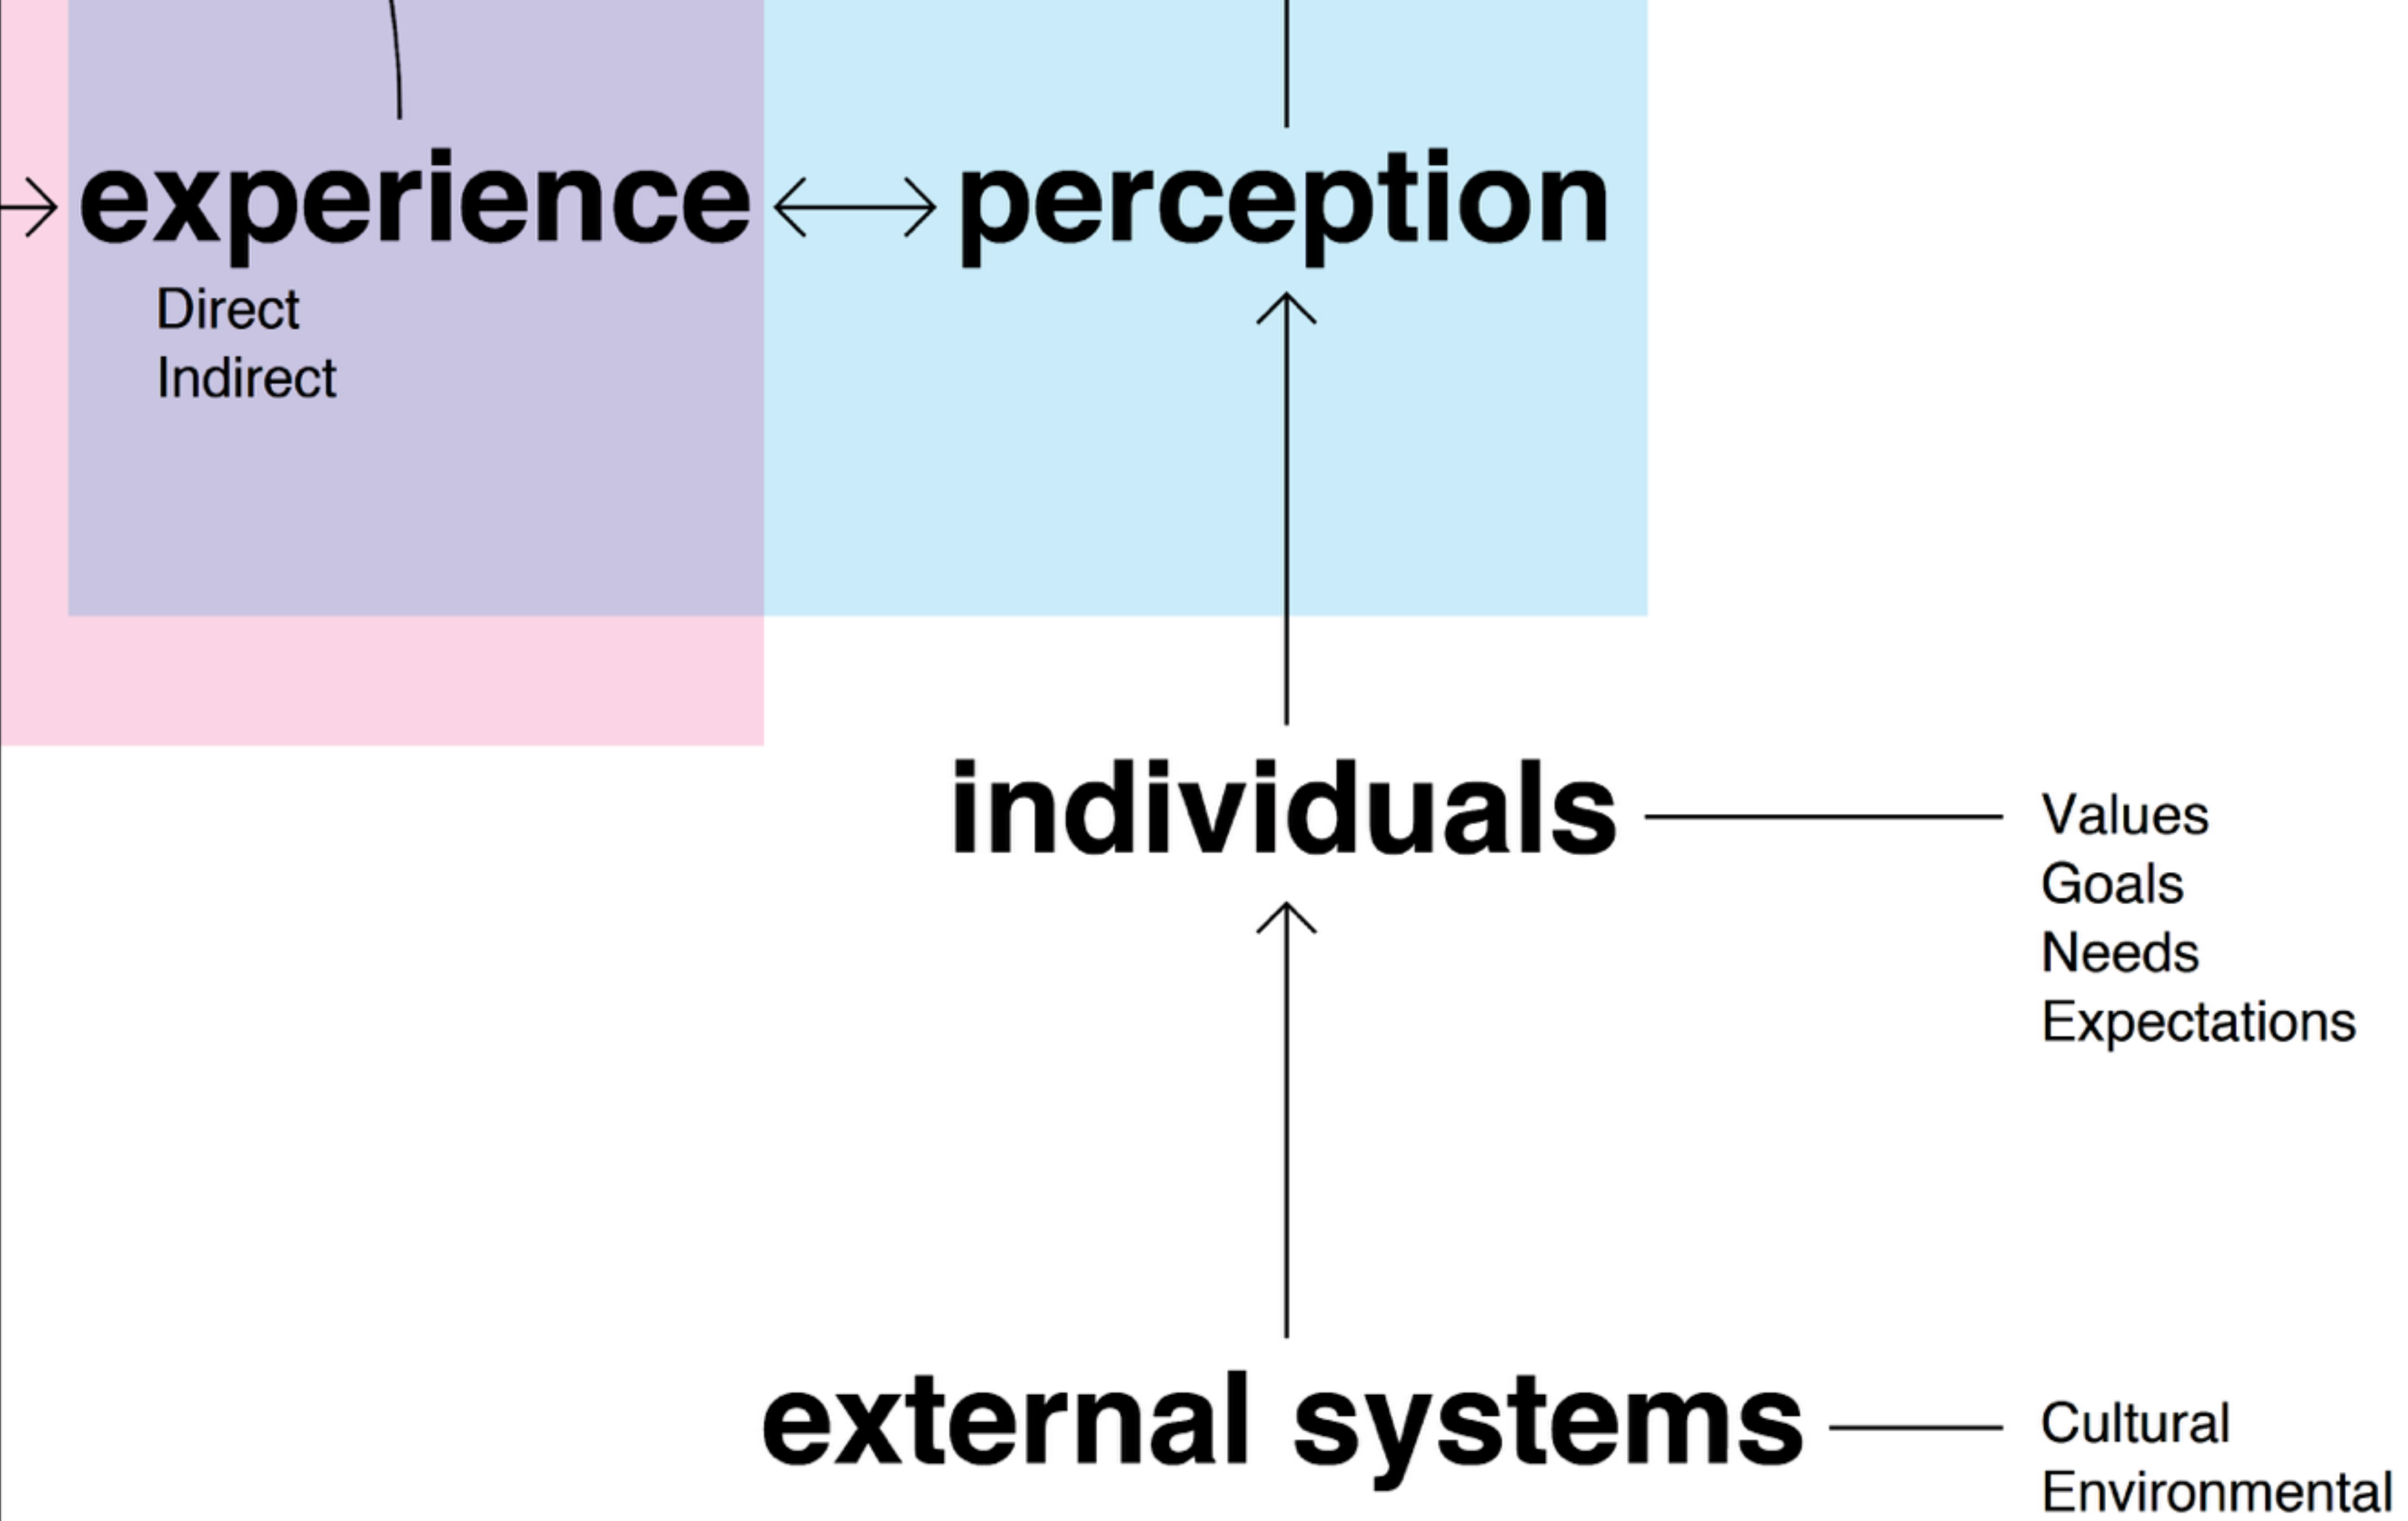 experience
perception
Direct
Indirect
individuals
Values
Goals
Needs
Expectations
external systems
Cultural
Environmental